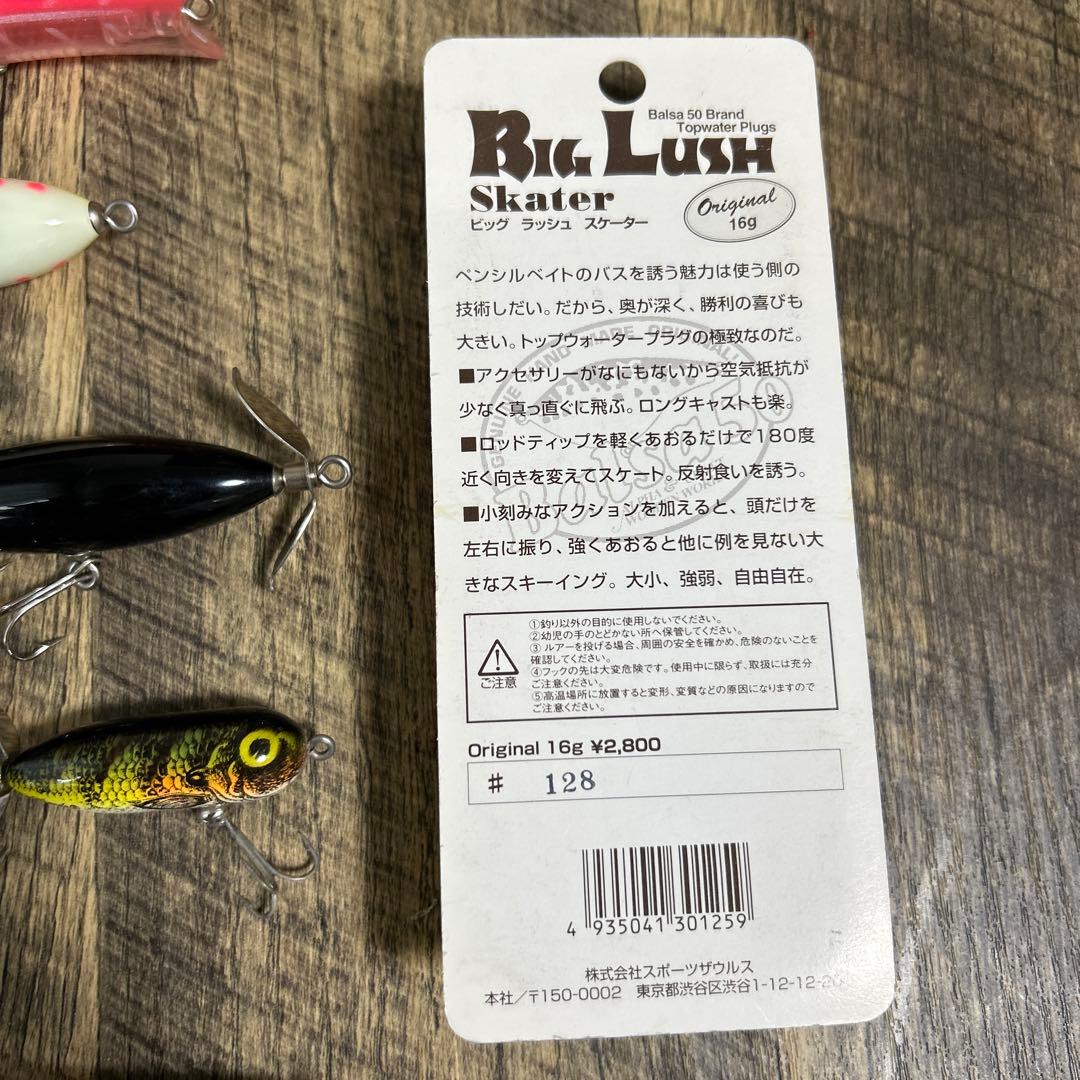 Balsa 50 Brand
Topwater Plugs
BIG LUSH
Skater
ビッグ ラッシュ スケーター
Original
16g
ペンシルベイトのバスを誘う魅力は使う側の
技術しだい。だから、奥が深く、勝利の喜びも
大きい。トップウォータープラグの極致なのだ。
■アクセサリーがなにもないから空気抵抗が
少なく真っ直ぐに飛ぶ。ロングキャストも楽。
■ロッドティップを軽くあおるだけで180度
近く向きを変えてスケート。反射食いを誘う。
■小刻みなアクションを加えると、頭だけを
左右に振り、強くあおると他に例を見ない大
きなスキーイング。大小、強弱、自由自在。
ご注意
①釣り以外の目的に使用しないでください。
②幼児の手のとどかない所へ保管してください。
③ ルアーを投げる場合、周囲の安全を確かめ、危険のないことを
確認してください。
④フックの先は大変危険です。使用中に限らず、取扱には充分
ご注意ください。
⑤高温場所に放置すると変形、変質などの原因になりますので
ご注意ください。
Original 16g ¥2,800
# 128
4 935041 301259
株式会社スポーツザウルス
本社/〒150-0002 東京都渋谷区渋谷1-12-12-20